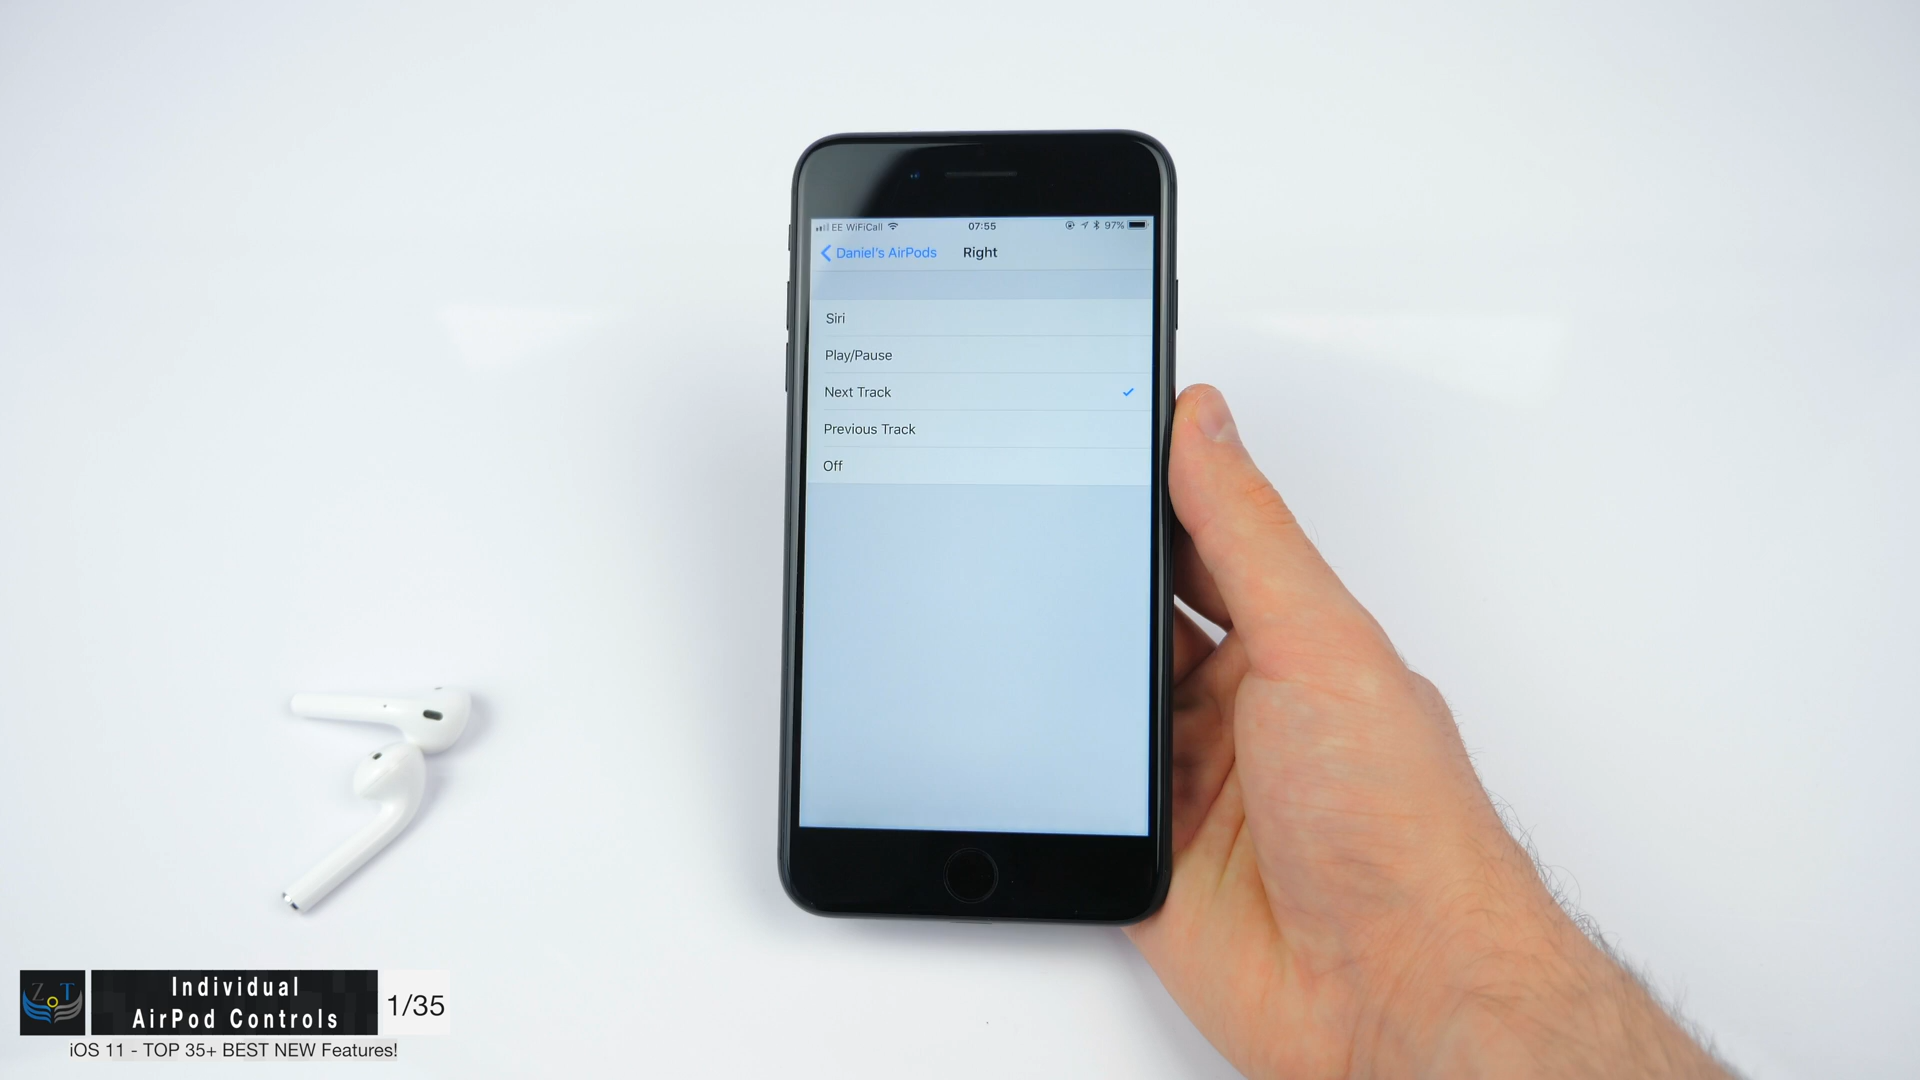 EE WiFiCall 07:55 97%
Daniel's AirPods Right
Siri
Play/Pause
Next Track
Previous Track
Off
ZoT
Individual
AirPod Controls
1/35
iOS 11 - TOP 35+ BEST NEW Features!